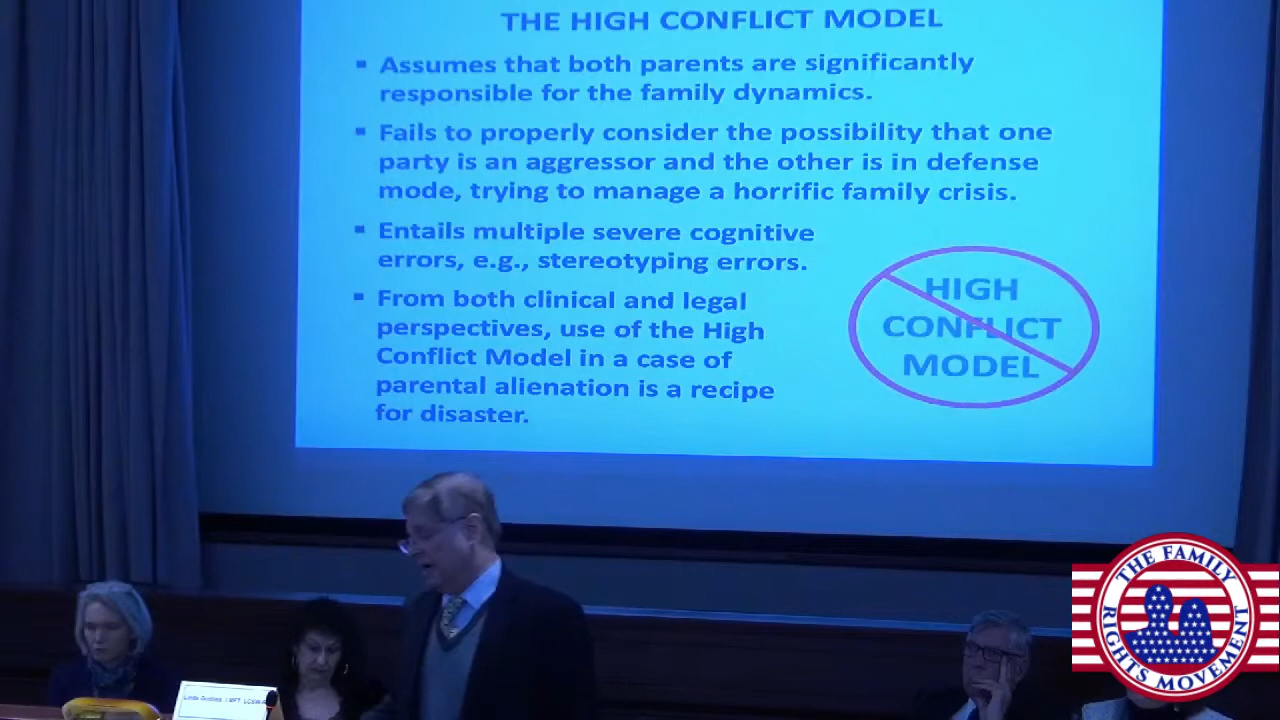 THE HIGH CONFLICT MODEL
▪ Assumes that both parents are significantly
responsible for the family dynamics.
▪ Fails to properly consider the possibility that one
party is an aggressor and the other is in defense
mode, trying to manage a horrific family crisis.
▪ Entails multiple severe cognitive
errors, e.g., stereotyping errors.
▪ From both clinical and legal
perspectives, use of the High
Conflict Model in a case of
parental alienation is a recipe
for disaster.
HIGH
CONFLICT
MODEL
THE FAMILY
RIGHTS MOVEMENT
Linda Gottlieb